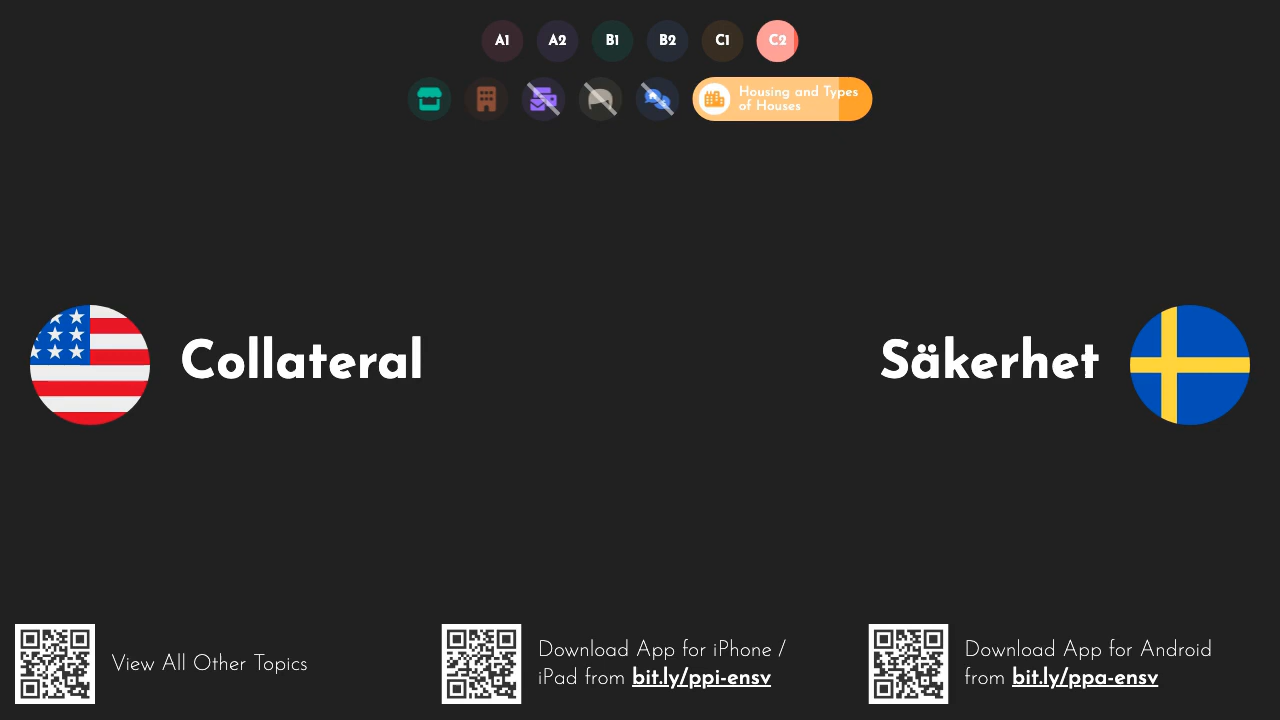 A1 A2 B1 B2 C1 C2
Housing and Types
of Houses
Collateral
Säkerhet
View All Other Topics
Download App for iPhone /
iPad from bit.ly/ppi-ensv
Download App for Android
from bit.ly/ppa-ensv